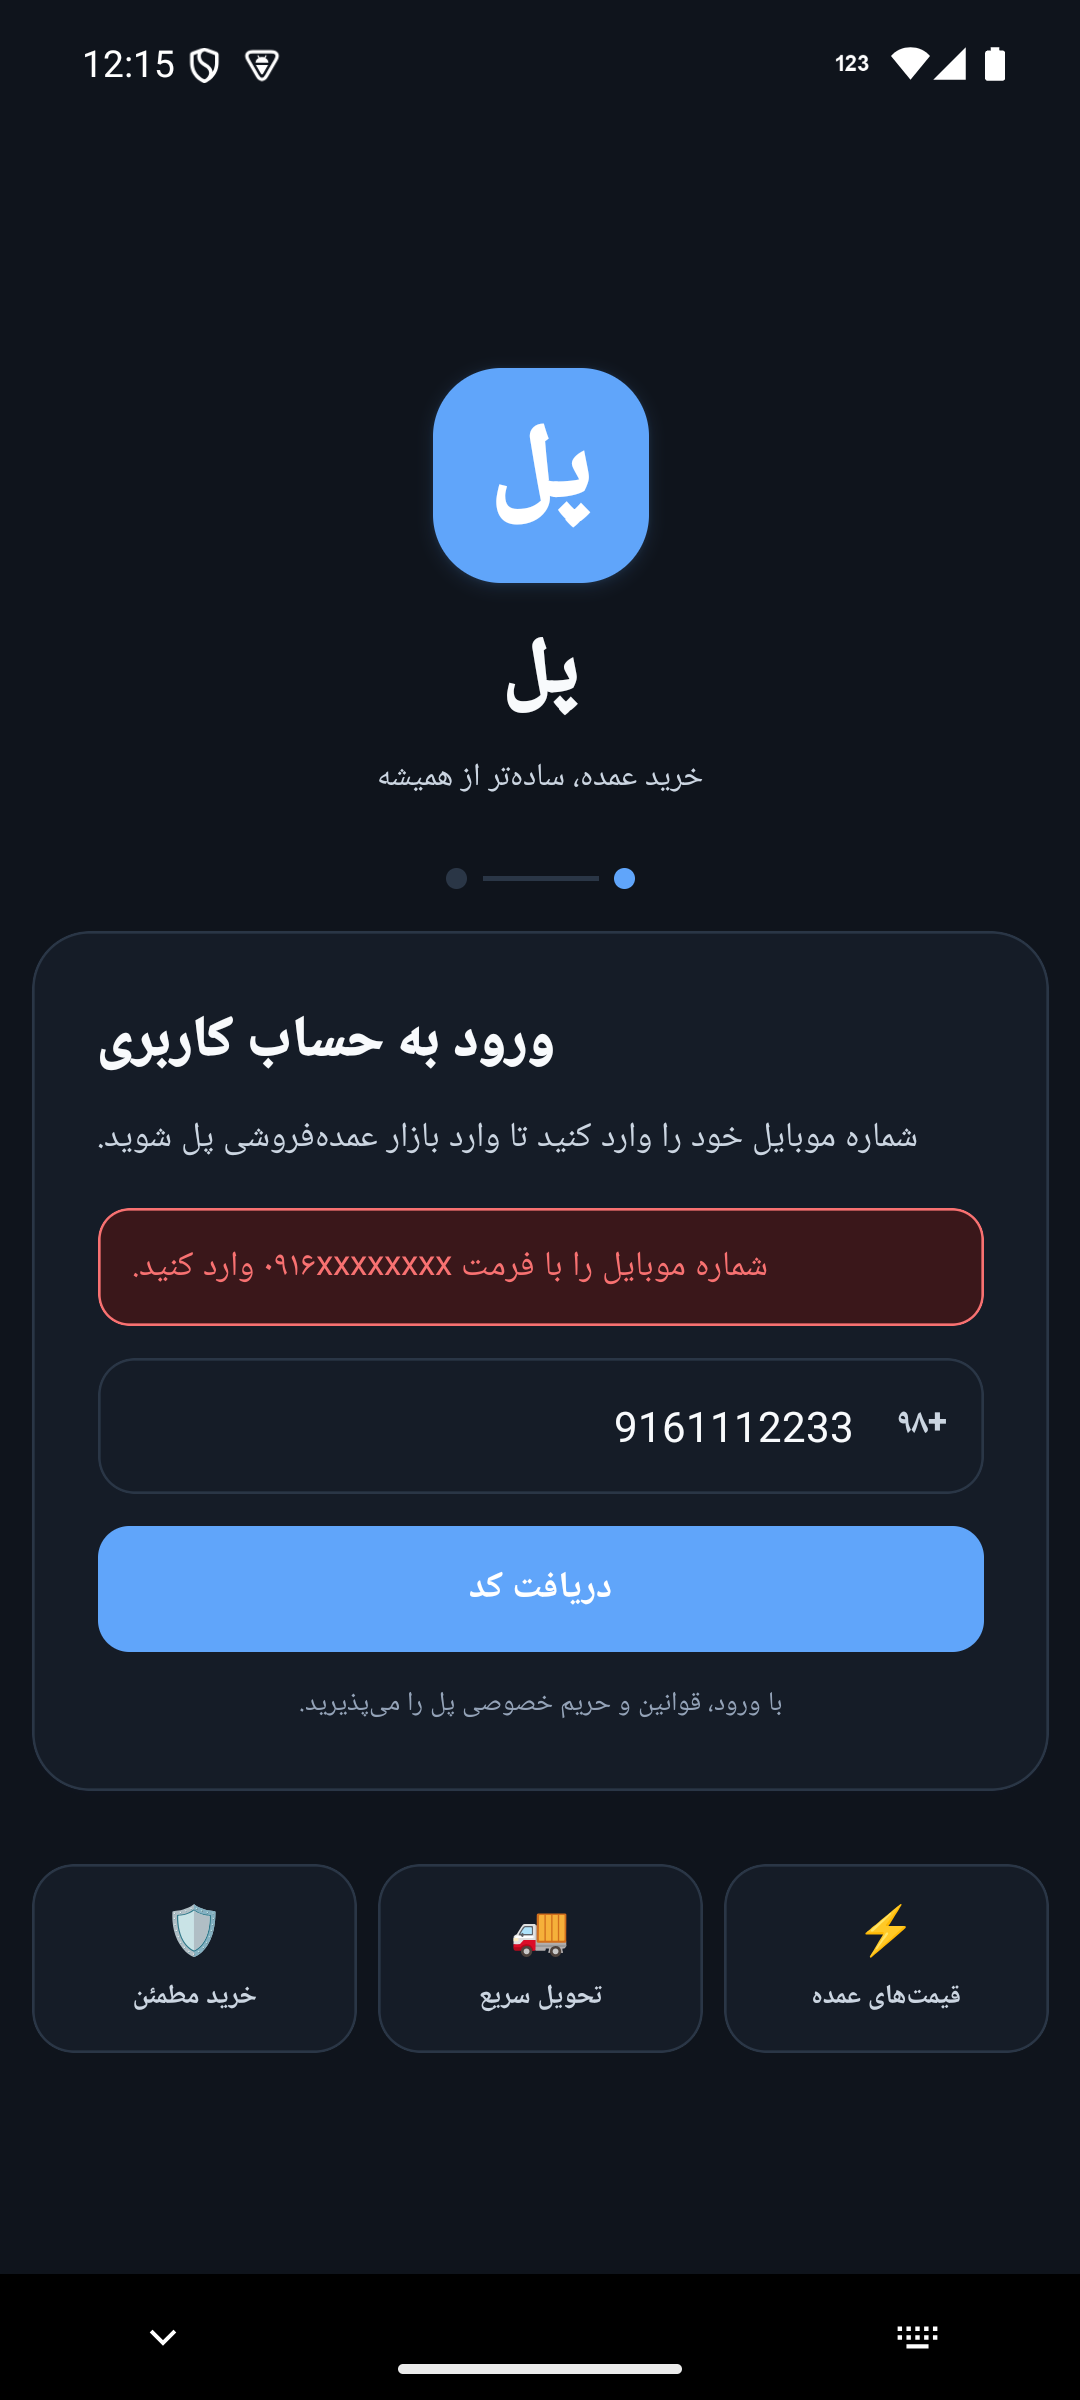 12:15
123
پل
پل
خرید عمده، ساده‌تر از همیشه
ورود به حساب کاربری
شماره موبایل خود را وارد کنید تا وارد بازار عمده‌فروشی پل شوید.
شماره موبایل را با فرمت ۰۹۱۶xxxxxxxx وارد کنید.
+۹۸ 9161112233
دریافت کد
با ورود، قوانین و حریم خصوصی پل را می‌پذیرید.
قیمت‌های عمده
تحویل سریع
خرید مطمئن